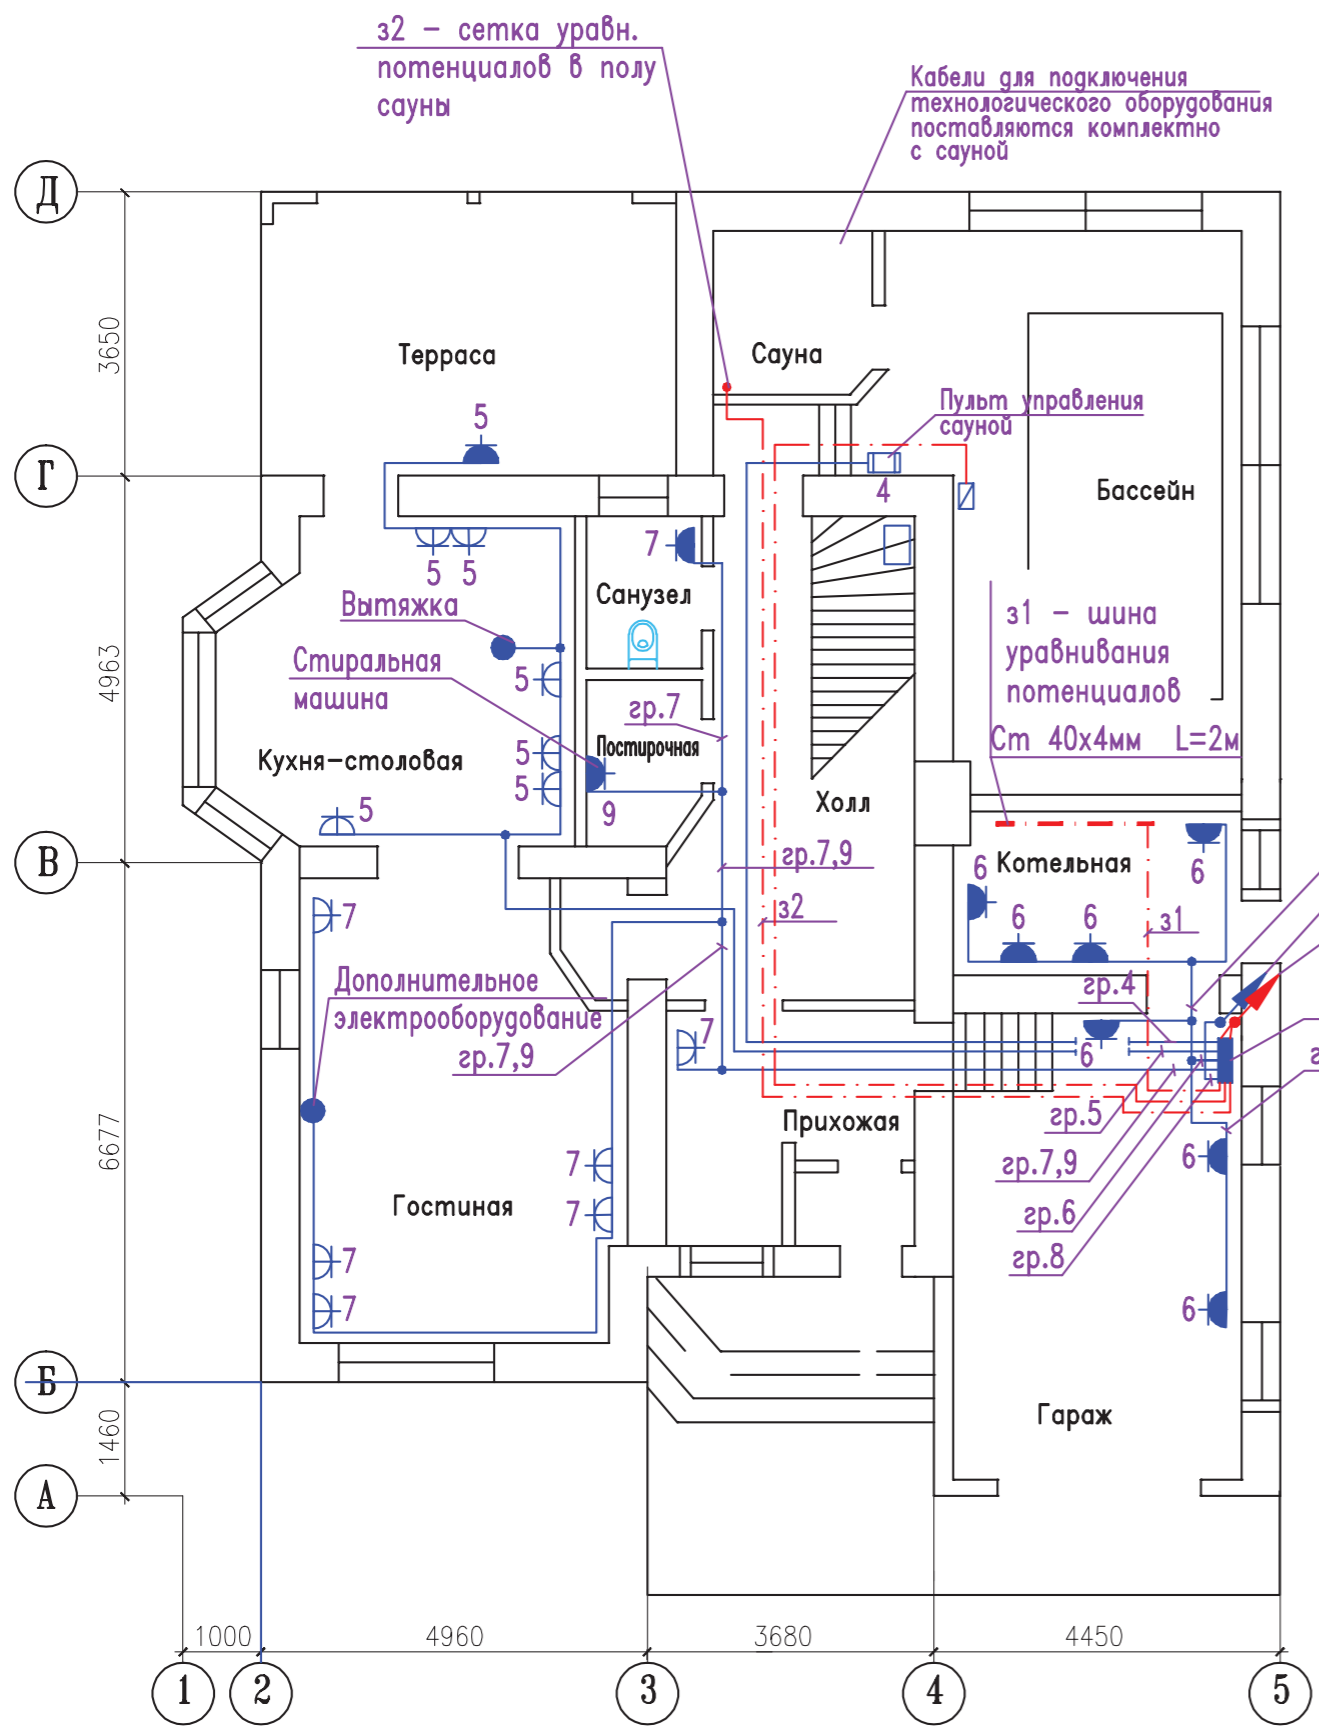 з2 – сетка уравн.
потенциалов в полу
сауны
Кабели для подключения
технологического оборудования
поставляются комплектно
с сауной
Д
3650
Терраса
Сауна
5
Пульт управления
сауной
Г
4
Бассейн
7
5 5
Вытяжка
Санузел
з1 – шина
уравнивания
потенциалов
Ст 40х4мм L=2м
4963
Стиральная
машина
5
гр.7
Кухня-столовая
5
Постирочная
5
9
Холл
5
В
гр.7,9
Котельная
6
6
7
з2
6
6
з1
Дополнительное
электрооборудование
гр.7,9
гр.4
7
6
г
6677
Прихожая
гр.5
7
гр.7,9
6
Гостиная
7
гр.6
7
гр.8
7
6
Б
1460
Гараж
А
1000
4960
3680
4450
1
2
3
4
5